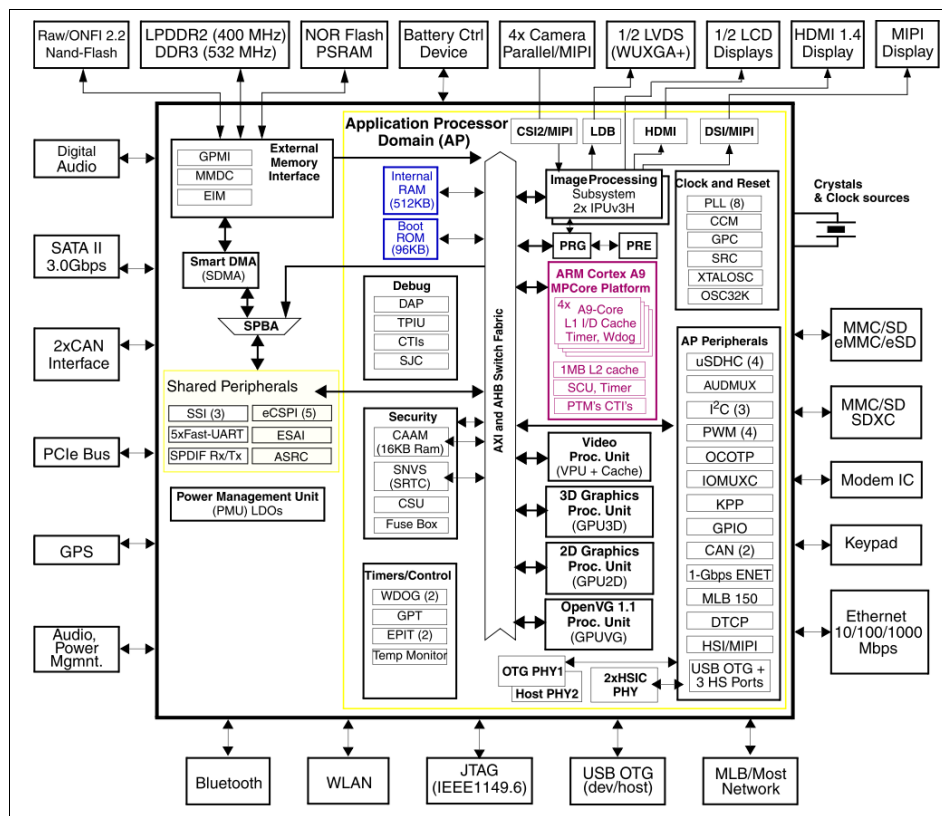 Raw/ONFI 2.2
Nand-Flash
LPDDR2 (400 MHz)
DDR3 (532 MHz)
NOR Flash
PSRAM
Battery Ctrl
Device
4x Camera
Parallel/MIPI
1/2 LVDS
(WUXGA+)
1/2 LCD
Displays
HDMI 1.4
Display
MIPI
Display
Digital
Audio
SATA II
3.0Gbps
2xCAN
Interface
PCIe Bus
GPS
Audio,
Power
Mgmnt.
External
Memory
Interface
GPMI
MMDC
EIM
Smart DMA
(SDMA)
SPBA
Shared Peripherals
SSI (3)
eCSPI (5)
5xFast-UART
ESAI
SPDIF Rx/Tx
ASRC
Power Management Unit
(PMU) LDOs
Application Processor
Domain (AP)
Internal
RAM
(512KB)
Boot
ROM
(96KB)
Debug
DAP
TPIU
CTIs
SJC
Security
CAAM
(16KB Ram)
SNVS
(SRTC)
CSU
Fuse Box
Timers/Control
WDOG (2)
GPT
EPIT (2)
Temp Monitor
AXI and AHB Switch Fabric
CSI2/MIPI
LDB
HDMI
DSI/MIPI
Image Processing
Subsystem
2x IPUv3H
PRG
PRE
ARM Cortex A9
MPCore Platform
4x
A9-Core
L1 I/D Cache
Timer, Wdog
1MB L2 cache
SCU, Timer
PTM's CTI's
Video
Proc. Unit
(VPU + Cache)
3D Graphics
Proc. Unit
(GPU3D)
2D Graphics
Proc. Unit
(GPU2D)
OpenVG 1.1
Proc. Unit
(GPUVG)
OTG PHY1
Host PHY2
2xHSIC
PHY
Clock and Reset
PLL (8)
CCM
GPC
SRC
XTALOSC
OSC32K
AP Peripherals
uSDHC (4)
AUDMUX
I²C (3)
PWM (4)
OCOTP
IOMUXC
KPP
GPIO
CAN (2)
1-Gbps ENET
MLB 150
DTCP
HSI/MIPI
USB OTG +
3 HS Ports
Crystals
& Clock sources
MMC/SD
eMMC/eSD
MMC/SD
SDXC
Modem IC
Keypad
Ethernet
10/100/1000
Mbps
Bluetooth
WLAN
JTAG
(IEEE1149.6)
USB OTG
(dev/host)
MLB/Most
Network